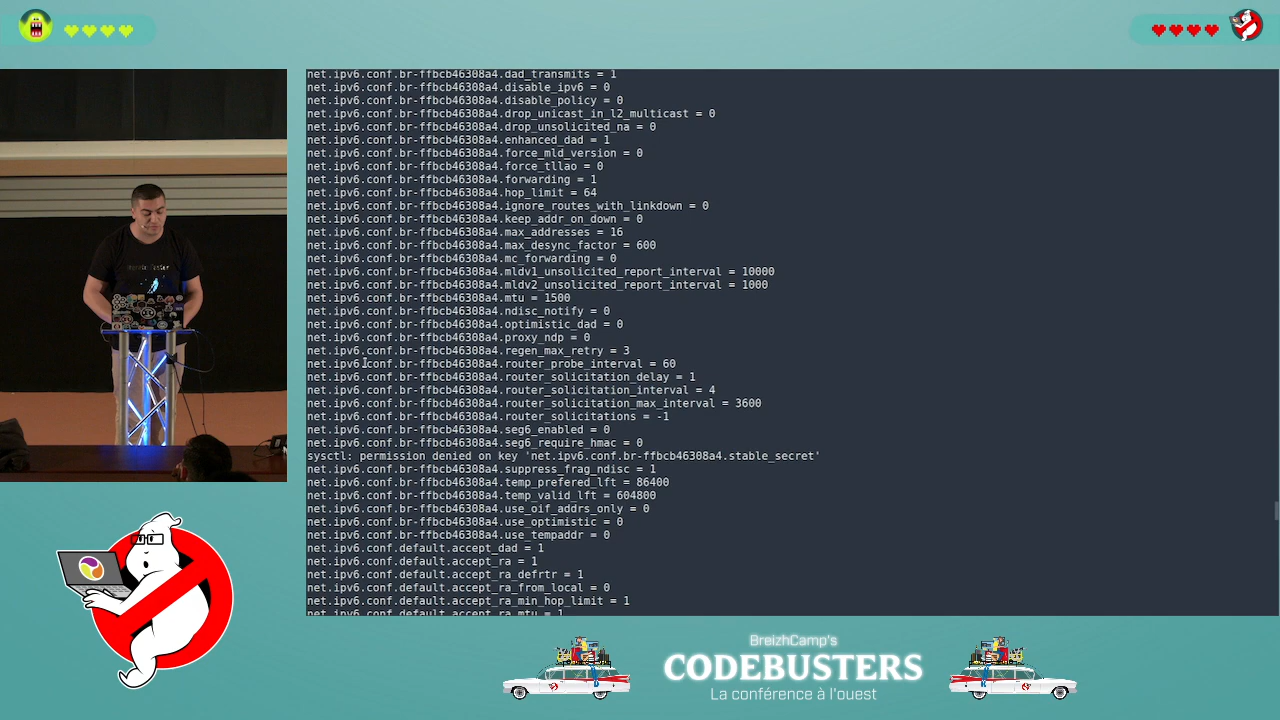 net.ipv6.conf.br-ffbcb46308a4.dad_transmits = 1
net.ipv6.conf.br-ffbcb46308a4.disable_ipv6 = 0
net.ipv6.conf.br-ffbcb46308a4.disable_policy = 0
net.ipv6.conf.br-ffbcb46308a4.drop_unicast_in_l2_multicast = 0
net.ipv6.conf.br-ffbcb46308a4.drop_unsolicited_na = 0
net.ipv6.conf.br-ffbcb46308a4.enhanced_dad = 1
net.ipv6.conf.br-ffbcb46308a4.force_mld_version = 0
net.ipv6.conf.br-ffbcb46308a4.force_tllao = 0
net.ipv6.conf.br-ffbcb46308a4.forwarding = 1
net.ipv6.conf.br-ffbcb46308a4.hop_limit = 64
net.ipv6.conf.br-ffbcb46308a4.ignore_routes_with_linkdown = 0
net.ipv6.conf.br-ffbcb46308a4.keep_addr_on_down = 0
net.ipv6.conf.br-ffbcb46308a4.max_addresses = 16
net.ipv6.conf.br-ffbcb46308a4.max_desync_factor = 600
net.ipv6.conf.br-ffbcb46308a4.mc_forwarding = 0
net.ipv6.conf.br-ffbcb46308a4.mldv1_unsolicited_report_interval = 10000
net.ipv6.conf.br-ffbcb46308a4.mldv2_unsolicited_report_interval = 1000
net.ipv6.conf.br-ffbcb46308a4.mtu = 1500
net.ipv6.conf.br-ffbcb46308a4.ndisc_notify = 0
net.ipv6.conf.br-ffbcb46308a4.optimistic_dad = 0
net.ipv6.conf.br-ffbcb46308a4.proxy_ndp = 0
net.ipv6.conf.br-ffbcb46308a4.regen_max_retry = 3
net.ipv6.conf.br-ffbcb46308a4.router_probe_interval = 60
net.ipv6.conf.br-ffbcb46308a4.router_solicitation_delay = 1
net.ipv6.conf.br-ffbcb46308a4.router_solicitation_interval = 4
net.ipv6.conf.br-ffbcb46308a4.router_solicitation_max_interval = 3600
net.ipv6.conf.br-ffbcb46308a4.router_solicitations = -1
net.ipv6.conf.br-ffbcb46308a4.seg6_enabled = 0
net.ipv6.conf.br-ffbcb46308a4.seg6_require_hmac = 0
sysctl: permission denied on key 'net.ipv6.conf.br-ffbcb46308a4.stable_secret'
net.ipv6.conf.br-ffbcb46308a4.suppress_frag_ndisc = 1
net.ipv6.conf.br-ffbcb46308a4.temp_prefered_lft = 86400
net.ipv6.conf.br-ffbcb46308a4.temp_valid_lft = 604800
net.ipv6.conf.br-ffbcb46308a4.use_oif_addrs_only = 0
net.ipv6.conf.br-ffbcb46308a4.use_optimistic = 0
net.ipv6.conf.br-ffbcb46308a4.use_tempaddr = 0
net.ipv6.conf.default.accept_dad = 1
net.ipv6.conf.default.accept_ra = 1
net.ipv6.conf.default.accept_ra_defrtr = 1
net.ipv6.conf.default.accept_ra_from_local = 0
net.ipv6.conf.default.accept_ra_min_hop_limit = 1
net.ipv6.conf.default.accept_ra_mtu = 1
BreizhCamp's
CODEBUSTERS
La conférence à l'ouest